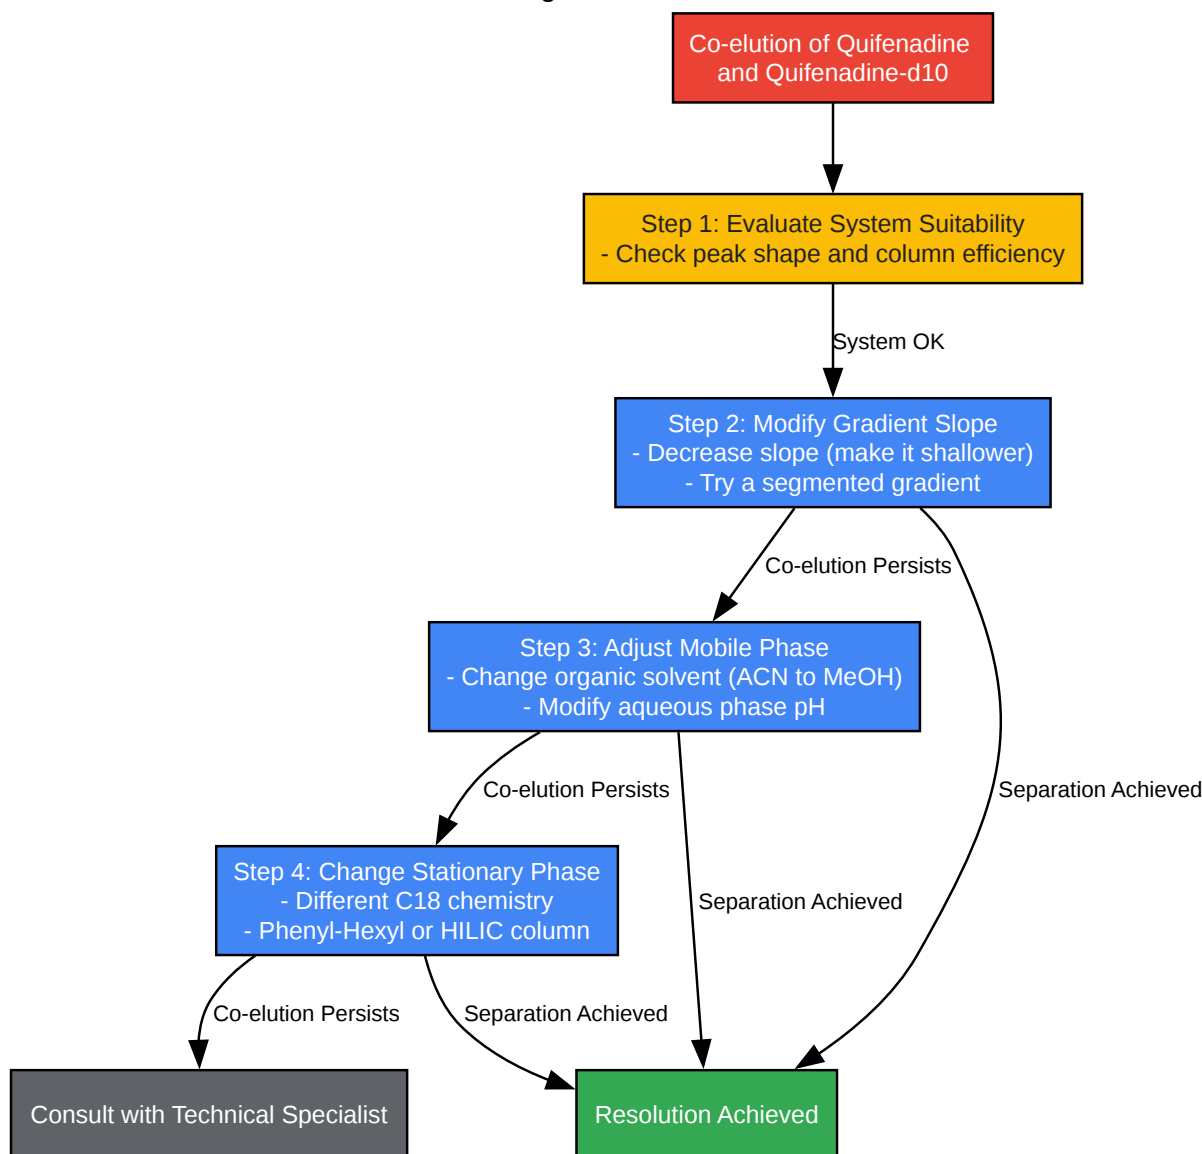 Co-elution of Quifenadine
and Quifenadine-d10
Step 1: Evaluate System Suitability
- Check peak shape and column efficiency
System OK
Step 2: Modify Gradient Slope
- Decrease slope (make it shallower)
- Try a segmented gradient
Co-elution Persists
Step 3: Adjust Mobile Phase
- Change organic solvent (ACN to MeOH)
- Modify aqueous phase pH
Co-elution Persists
Separation Achieved
Step 4: Change Stationary Phase
- Different C18 chemistry
- Phenyl-Hexyl or HILIC column
Separation Achieved
Co-elution Persists
Separation Achieved
Consult with Technical Specialist
Resolution Achieved